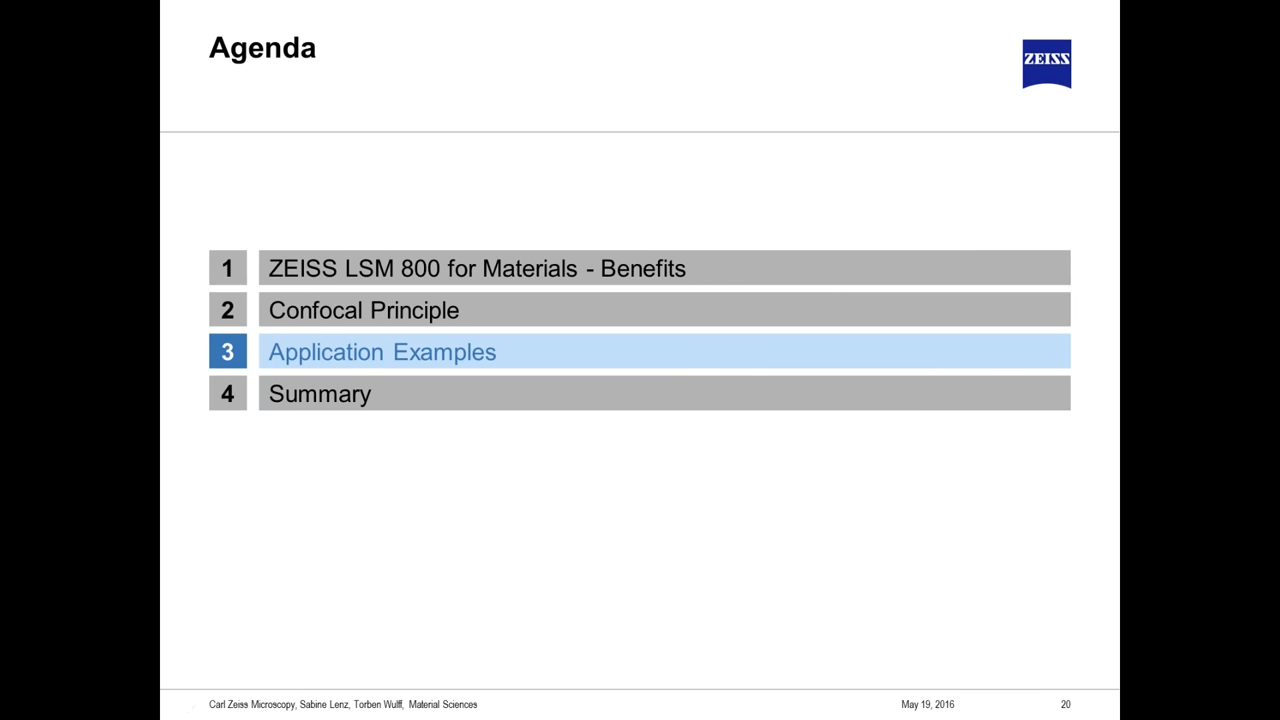 Agenda
ZEISS
1 ZEISS LSM 800 for Materials - Benefits
2 Confocal Principle
3 Application Examples
4 Summary
Carl Zeiss Microscopy, Sabine Lenz, Torben Wulff, Material Sciences May 19, 2016 20